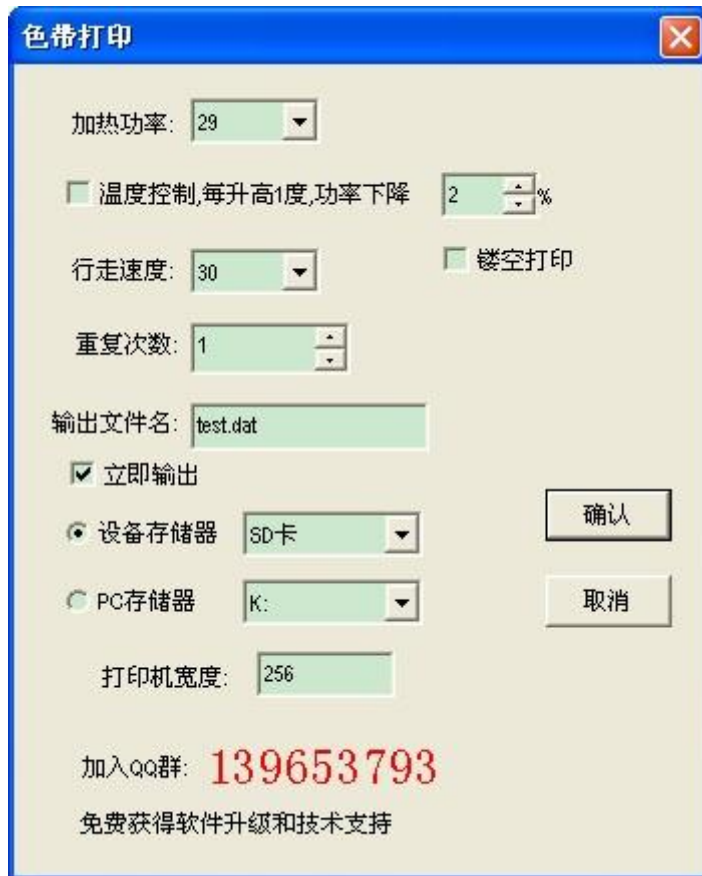 色带打印
加热功率: 29
温度控制,每升高1度,功率下降 2 %
行走速度: 30 镂空打印
重复次数: 1
输出文件名: test.dat
立即输出
设备存储器 SD卡
确认
PC存储器 K:
取消
打印机宽度: 256
加入QQ群: 139653793
免费获得软件升级和技术支持